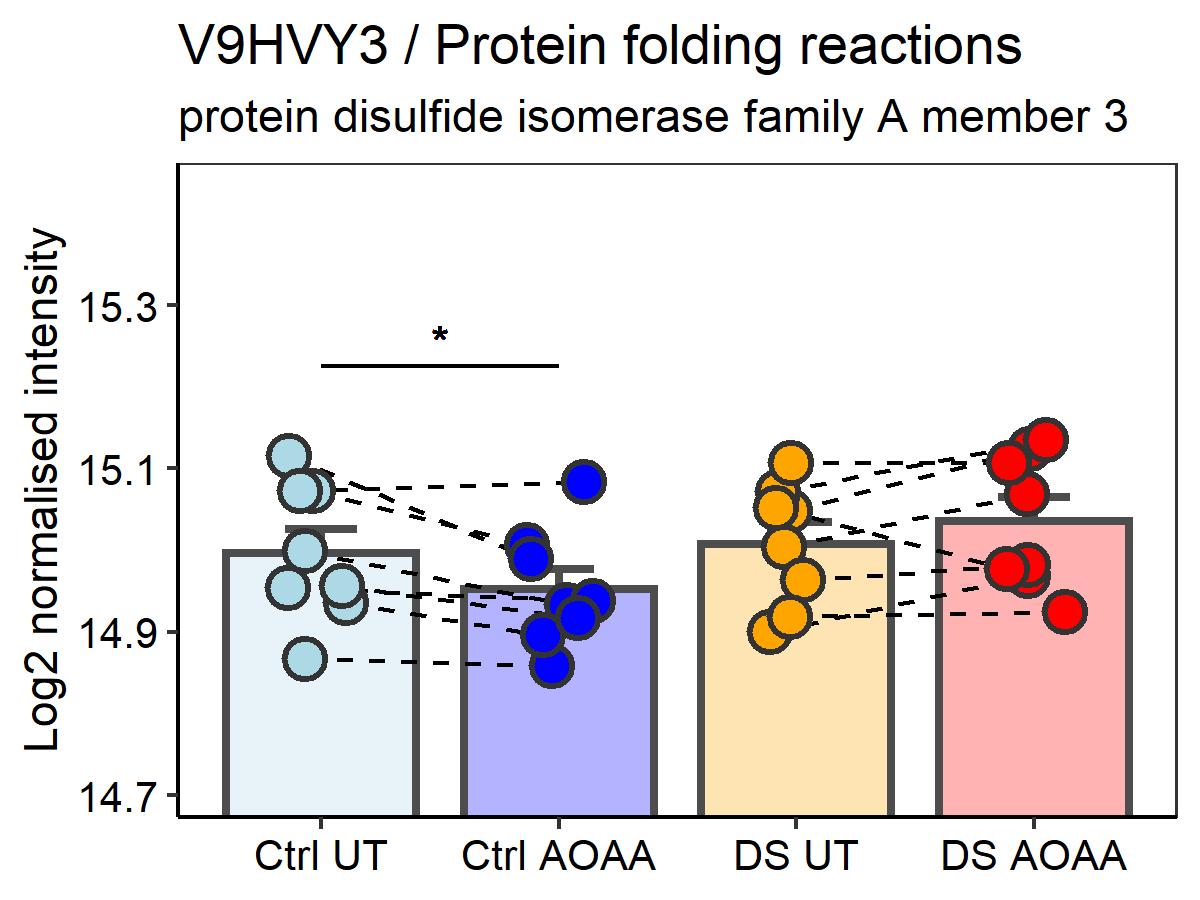 V9HVY3 / Protein folding reactions
protein disulfide isomerase family A member 3
Log2 normalised intensity
15.3
15.1
14.9
14.7
*
Ctrl UT
Ctrl AOAA
DS UT
DS AOAA